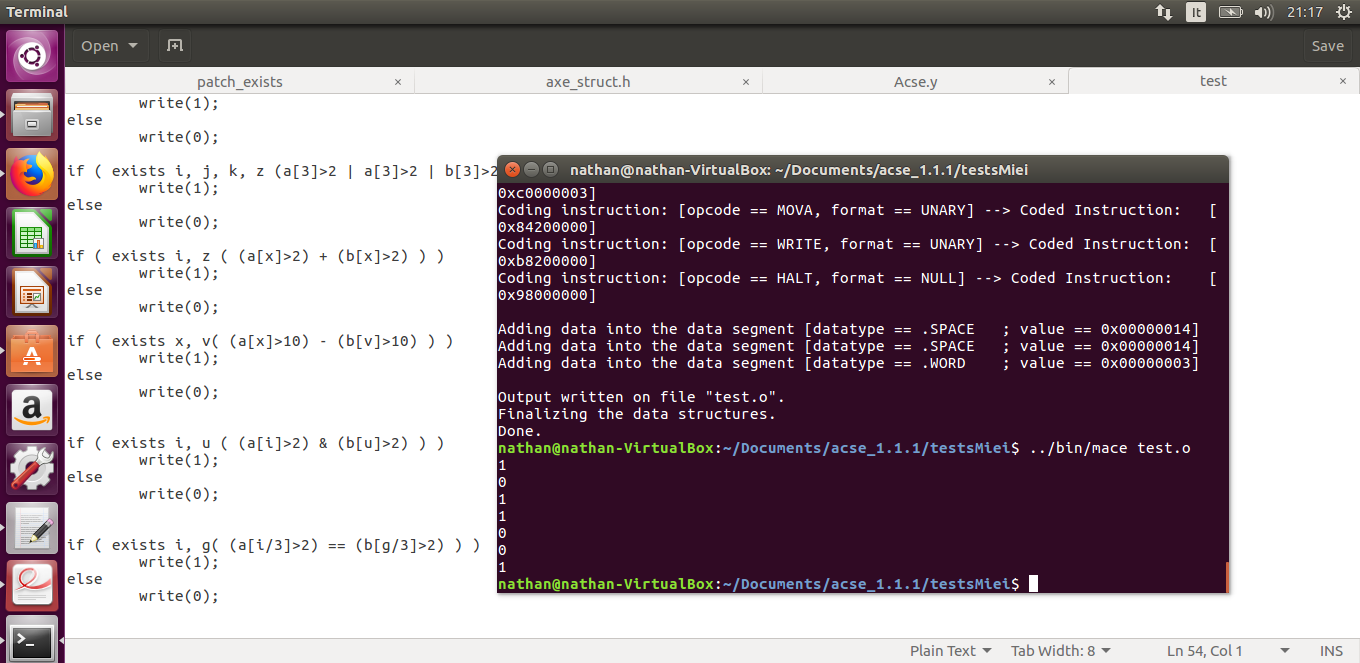 Terminal
It
21:17
Open
Save
patch_exists ×
axe_struct.h ×
Acse.y ×
test ×
write(1);
else
write(0);
if ( exists i, j, k, z (a[3]>2 | a[3]>2 | b[3]>2
write(1);
else
write(0);
if ( exists i, z ( (a[x]>2) + (b[x]>2) ) )
write(1);
else
write(0);
if ( exists x, v( (a[x]>10) - (b[v]>10) ) )
write(1);
else
write(0);
if ( exists i, u ( (a[i]>2) & (b[u]>2) ) )
write(1);
else
write(0);
if ( exists i, g( (a[i/3]>2) == (b[g/3]>2) ) )
write(1);
else
write(0);
nathan@nathan-VirtualBox: ~/Documents/acse_1.1.1/testsMiei
0xc0000003]
Coding instruction: [opcode == MOVA, format == UNARY] --> Coded Instruction: [
0x84200000]
Coding instruction: [opcode == WRITE, format == UNARY] --> Coded Instruction: [
0xb8200000]
Coding instruction: [opcode == HALT, format == NULL] --> Coded Instruction: [
0x98000000]
Adding data into the data segment [datatype == .SPACE ; value == 0x00000014]
Adding data into the data segment [datatype == .SPACE ; value == 0x00000014]
Adding data into the data segment [datatype == .WORD ; value == 0x00000003]
Output written on file "test.o".
Finalizing the data structures.
Done.
nathan@nathan-VirtualBox:~/Documents/acse_1.1.1/testsMiei$ ../bin/mace test.o
1
0
1
1
0
0
1
nathan@nathan-VirtualBox:~/Documents/acse_1.1.1/testsMiei$
Plain Text
Tab Width: 8
Ln 54, Col 1
INS